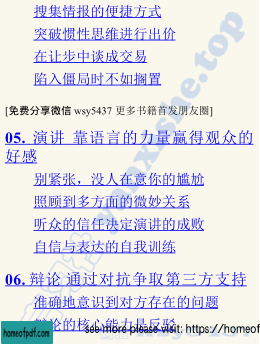 搜集情报的便捷方式
突破惯性思维进行出价
在让步中谈成交易
陷入僵局时不如搁置
[免费分享微信 wsy5437 更多书籍首发朋友圈]
05. 演讲 靠语言的力量赢得观众的
好感
别紧张，没人在意你的尴尬
照顾到多方面的微妙关系
听众的信任决定演讲的成败
自信与表达的自我训练
06. 辩论 通过对抗争取第三方支持
准确地意识到对方存在的问题
论的核心能力是反驳
homeofpdf.com
see more please visit: https://homeof